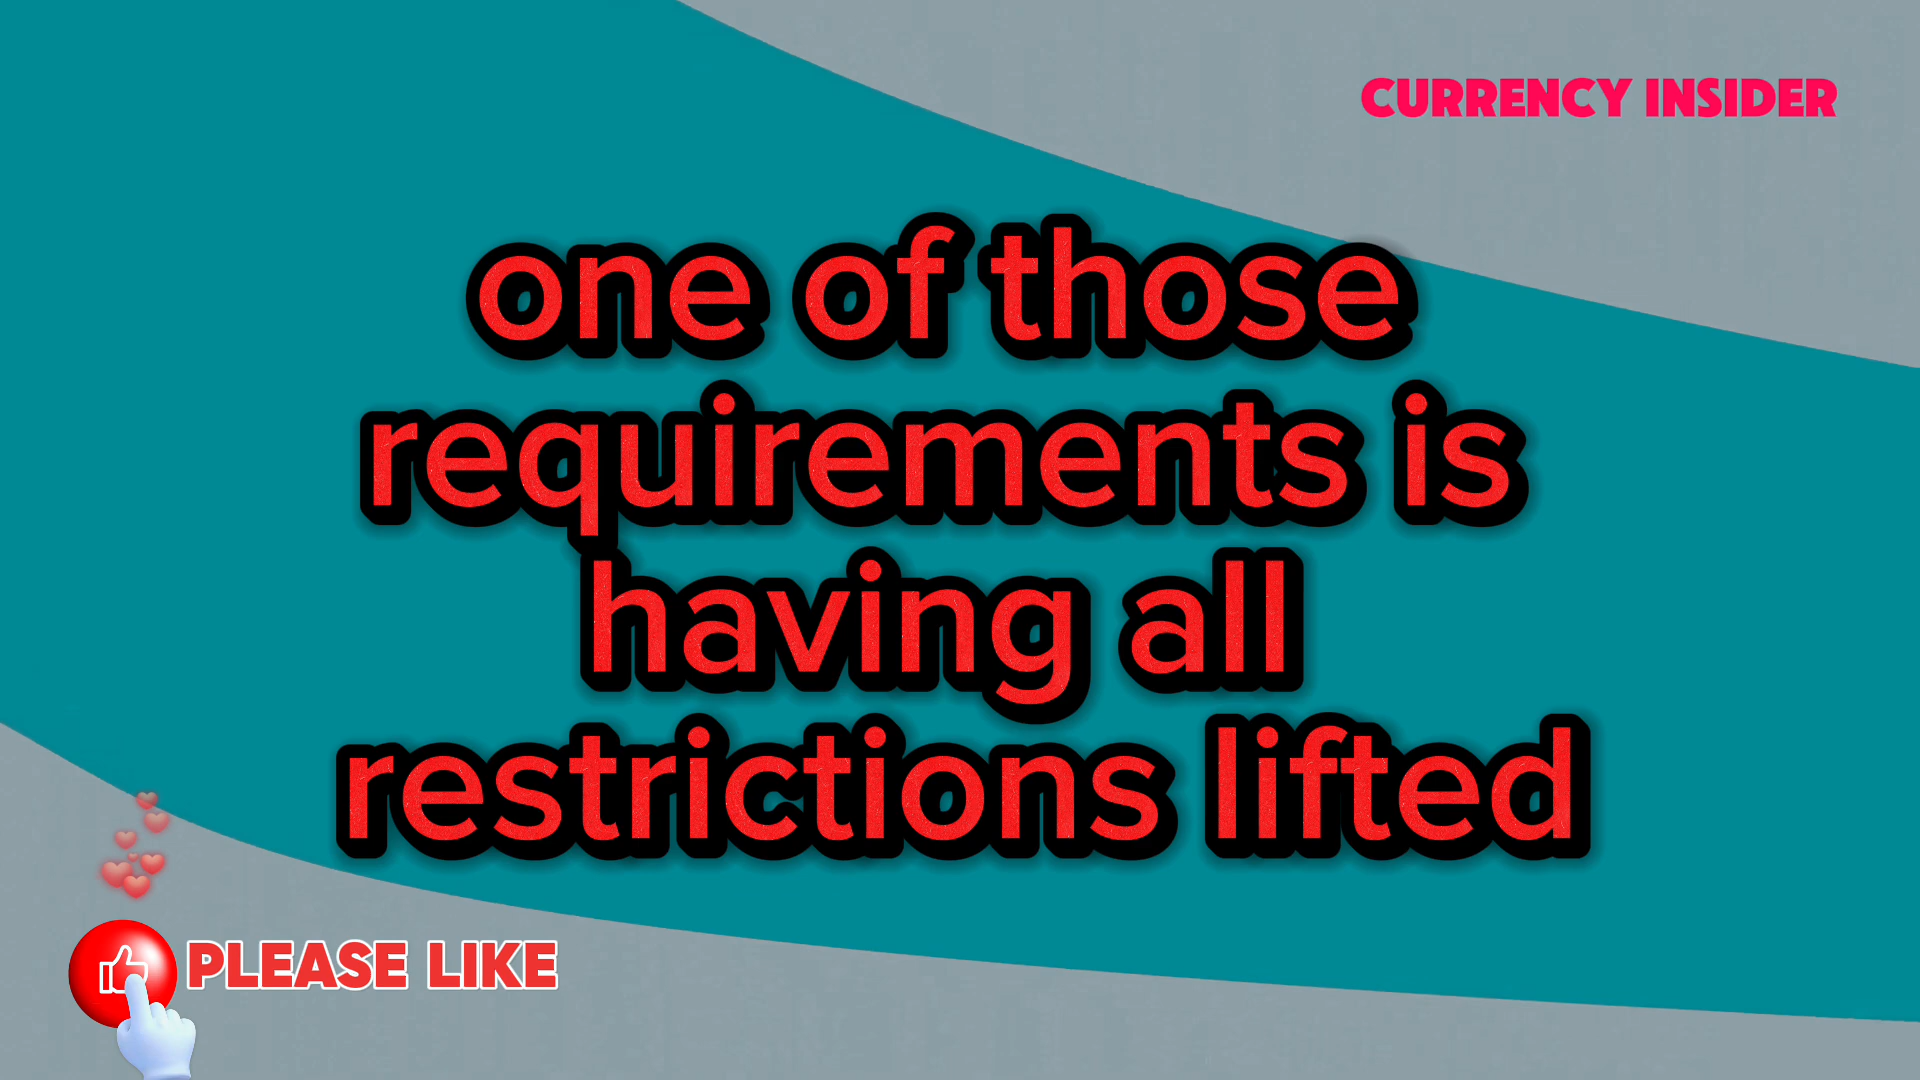 CURRENCY INSIDER
one of those
requirements is
having all
restrictions lifted
PLEASE LIKE